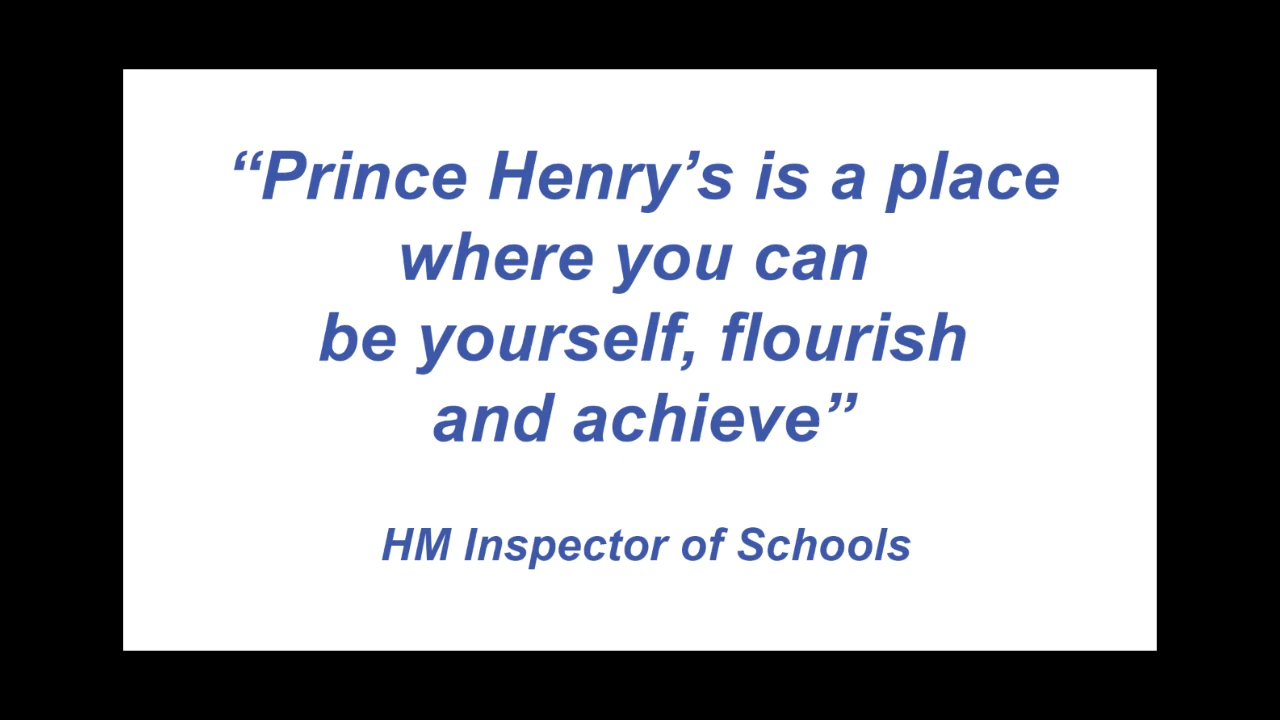 “Prince Henry’s is a place
where you can
be yourself, flourish
and achieve”
HM Inspector of Schools